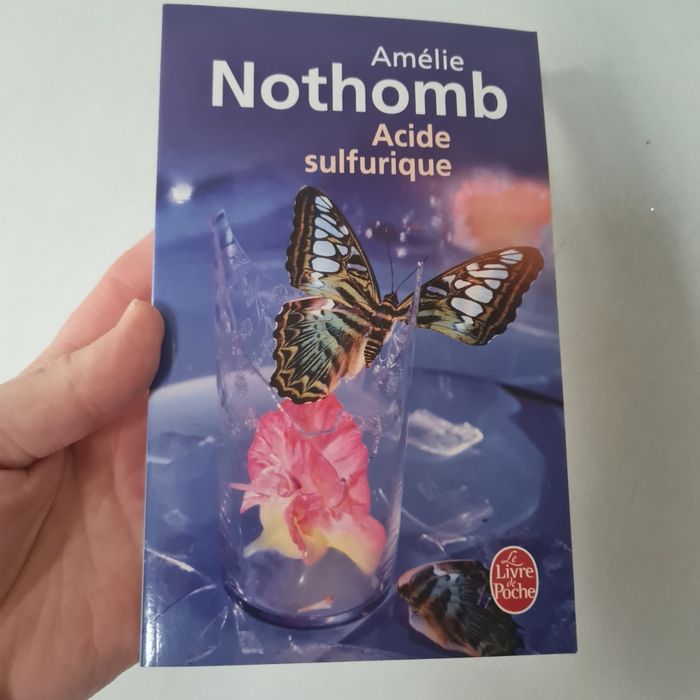 Amélie
Nothomb
Acide
sulfurique
Le
Livre
de
Poche